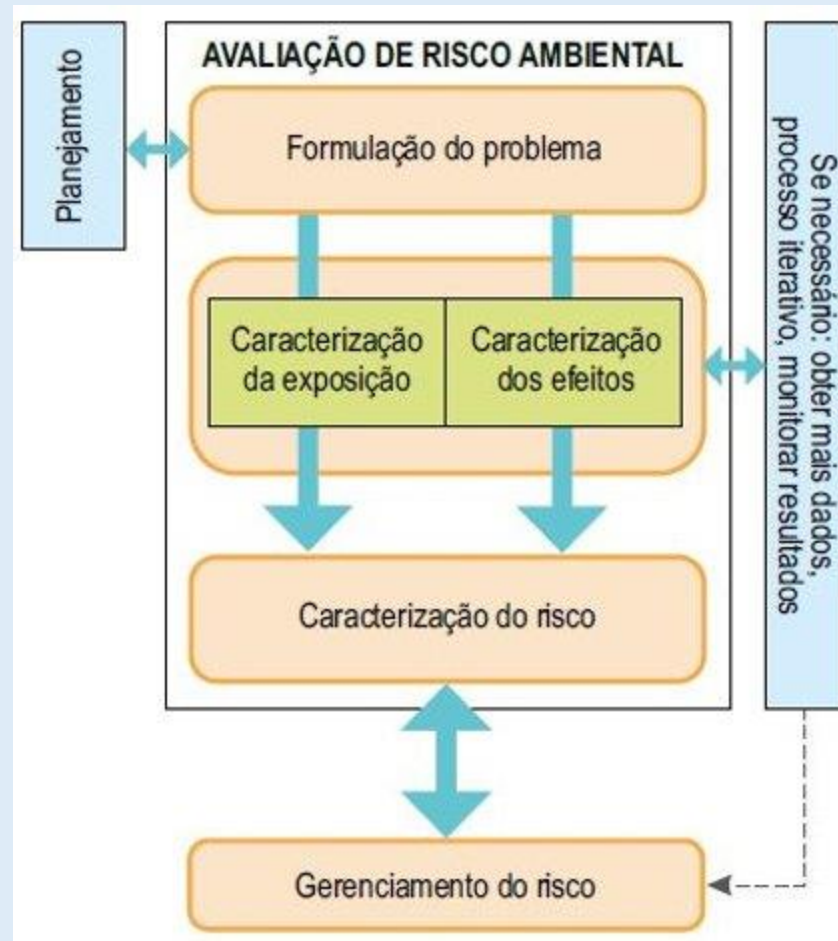 Planejamento
AVALIAÇÃO DE RISCO AMBIENTAL
Formulação do problema
Caracterização
da exposição
Caracterização
dos efeitos
Caracterização do risco
Gerenciamento do risco
Se necessário: obter mais dados,
processo iterativo, monitorar resultados